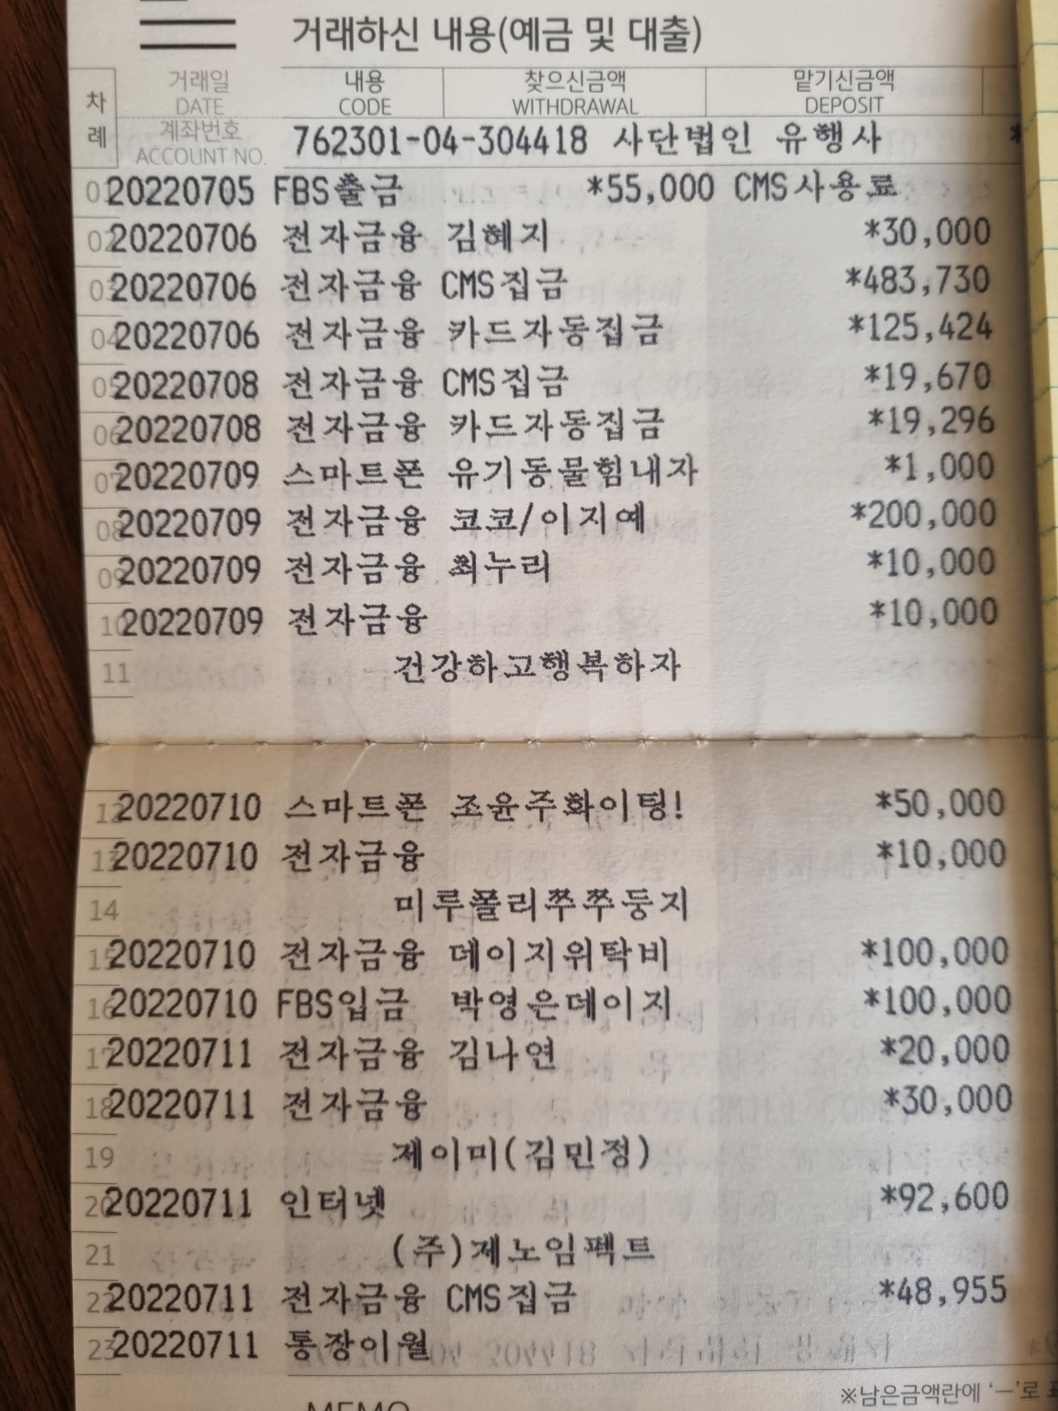 거래하신 내용(예금 및 대출)
차례 거래일 DATE 내용 CODE 찾으신금액 WITHDRAWAL 맡기신금액 DEPOSIT
계좌번호 ACCOUNT NO. 762301-04-304418 사단법인 유행사 *
01 20220705 FBS출금 *55,000 CMS사용료
02 20220706 전자금융 김혜지 *30,000
03 20220706 전자금융 CMS집금 *483,730
04 20220706 전자금융 카드자동집금 *125,424
05 20220708 전자금융 CMS집금 *19,670
06 20220708 전자금융 카드자동집금 *19,296
07 20220709 스마트폰 유기동물힘내자 *1,000
08 20220709 전자금융 코코/이지예 *200,000
09 20220709 전자금융 최누리 *10,000
10 20220709 전자금융 *10,000
11 건강하고행복하자
12 20220710 스마트폰 조윤주화이팅! *50,000
13 20220710 전자금융 *10,000
14 미루폴리쭈쭈둥지
15 20220710 전자금융 데이지위탁비 *100,000
16 20220710 FBS입금 박영은데이지 *100,000
17 20220711 전자금융 김나연 *20,000
18 20220711 전자금융 *30,000
19 제이미(김민정)
20 20220711 인터넷 *92,600
21 (주)제노임팩트
22 20220711 전자금융 CMS집금 *48,955
23 20220711 통장이월
※남은금액란에 '-'로 표
MEMO